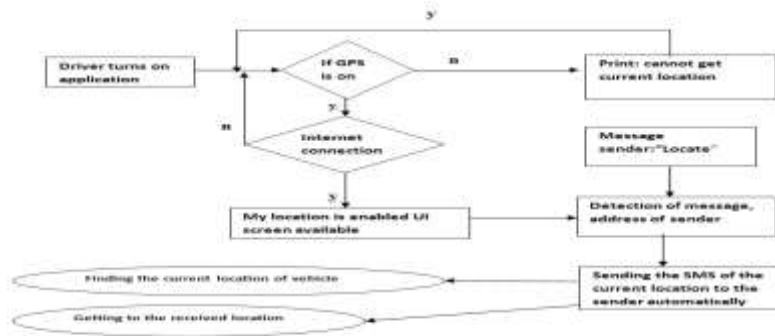 y
Driver turns on
application
If GPS
is on
n
Print: cannot get
current location
y
n
Internet
connection
Message
sender:"Locate"
y
My location is enabled UI
screen available
Detection of message,
address of sender
Finding the current location of vehicle
Sending the SMS of the
current location to the
sender automatically
Getting to the received location